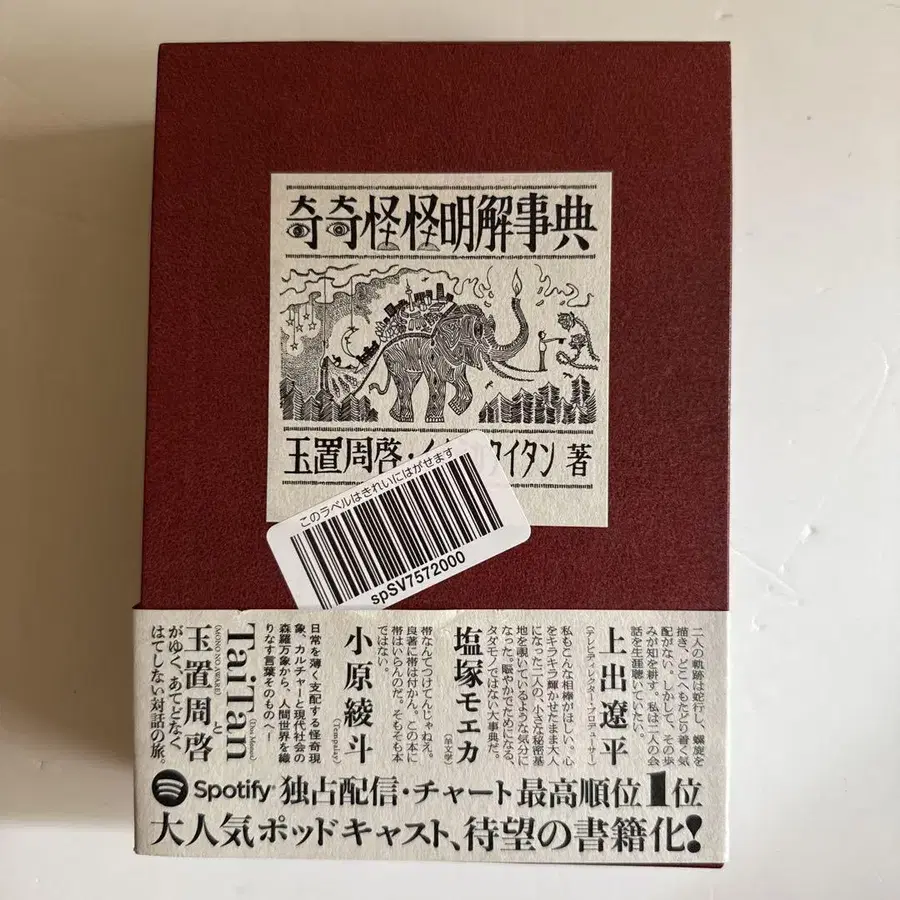 奇奇怪怪明解事典
玉置周啓・イタン 著
このラベルはきれいにはがせます
spSV7572000
二人の軌跡は蛇行し、螺旋を
描き、どこへもたどり着く気
配がない。しかして、その歩
みが知を耕す。私は二人の会
話を生涯聴いていたい。
上出遼平
(テレビディレクター・プロデューサー)
私もこんな相棒がほしい。心
をキラキラ輝かせたまま大人
になった二人の、小さな秘密基
地を覗いているような気分に
なった。賑やかでためになる、
タダモノではない大事典だ。
塩塚モエカ
(羊文学)
帯なんてつけてんじゃねえ。
良著に帯は付かん。この本に
帯はいらんのだ。そもそも本
ではない。
小原綾斗
(Tempalay)
日常を薄く支配する怪奇現
象、カルチャーと現代社会の
森羅万象から、人間世界を織
りなす言葉そのものへ!
TaiTan
(Dos Monos)
と
玉置周啓
(MONO NO AWARE)
がゆく、あてどなく
はてしない対話の旅。
Spotify 独占配信・チャート最高順位1位
大人気ポッドキャスト、待望の書籍化!